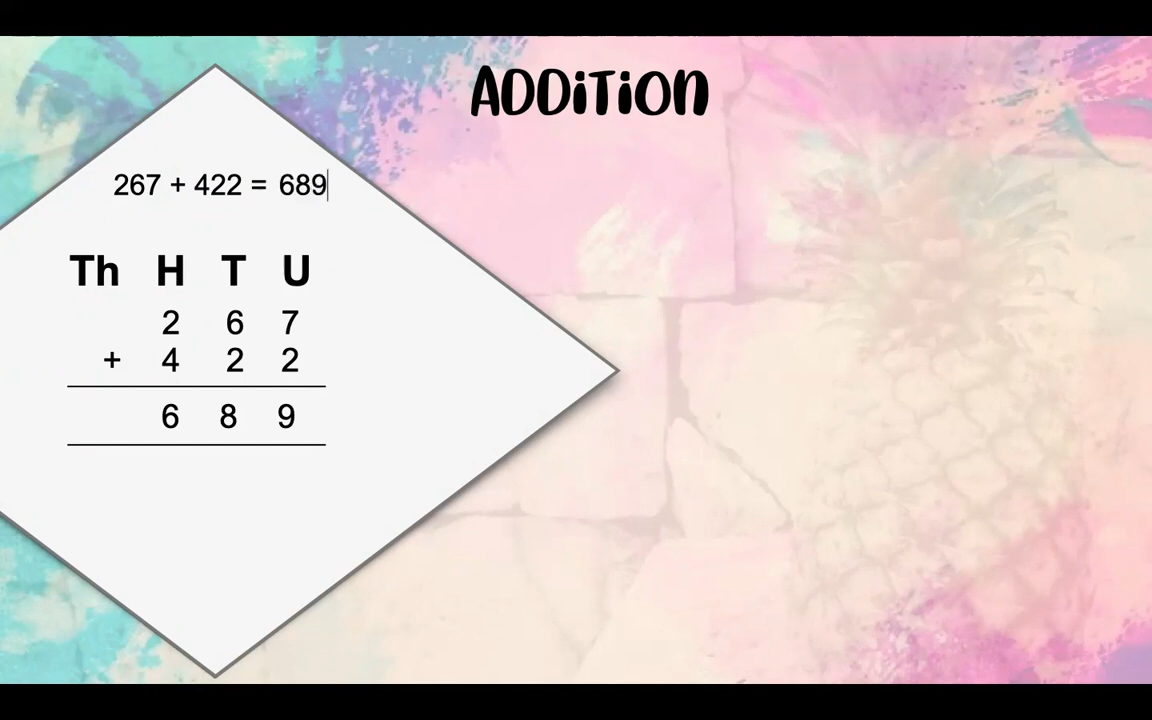 ADDiTiON
267 + 422 = 689
Th H T U
2 6 7
+ 4 2 2
6 8 9